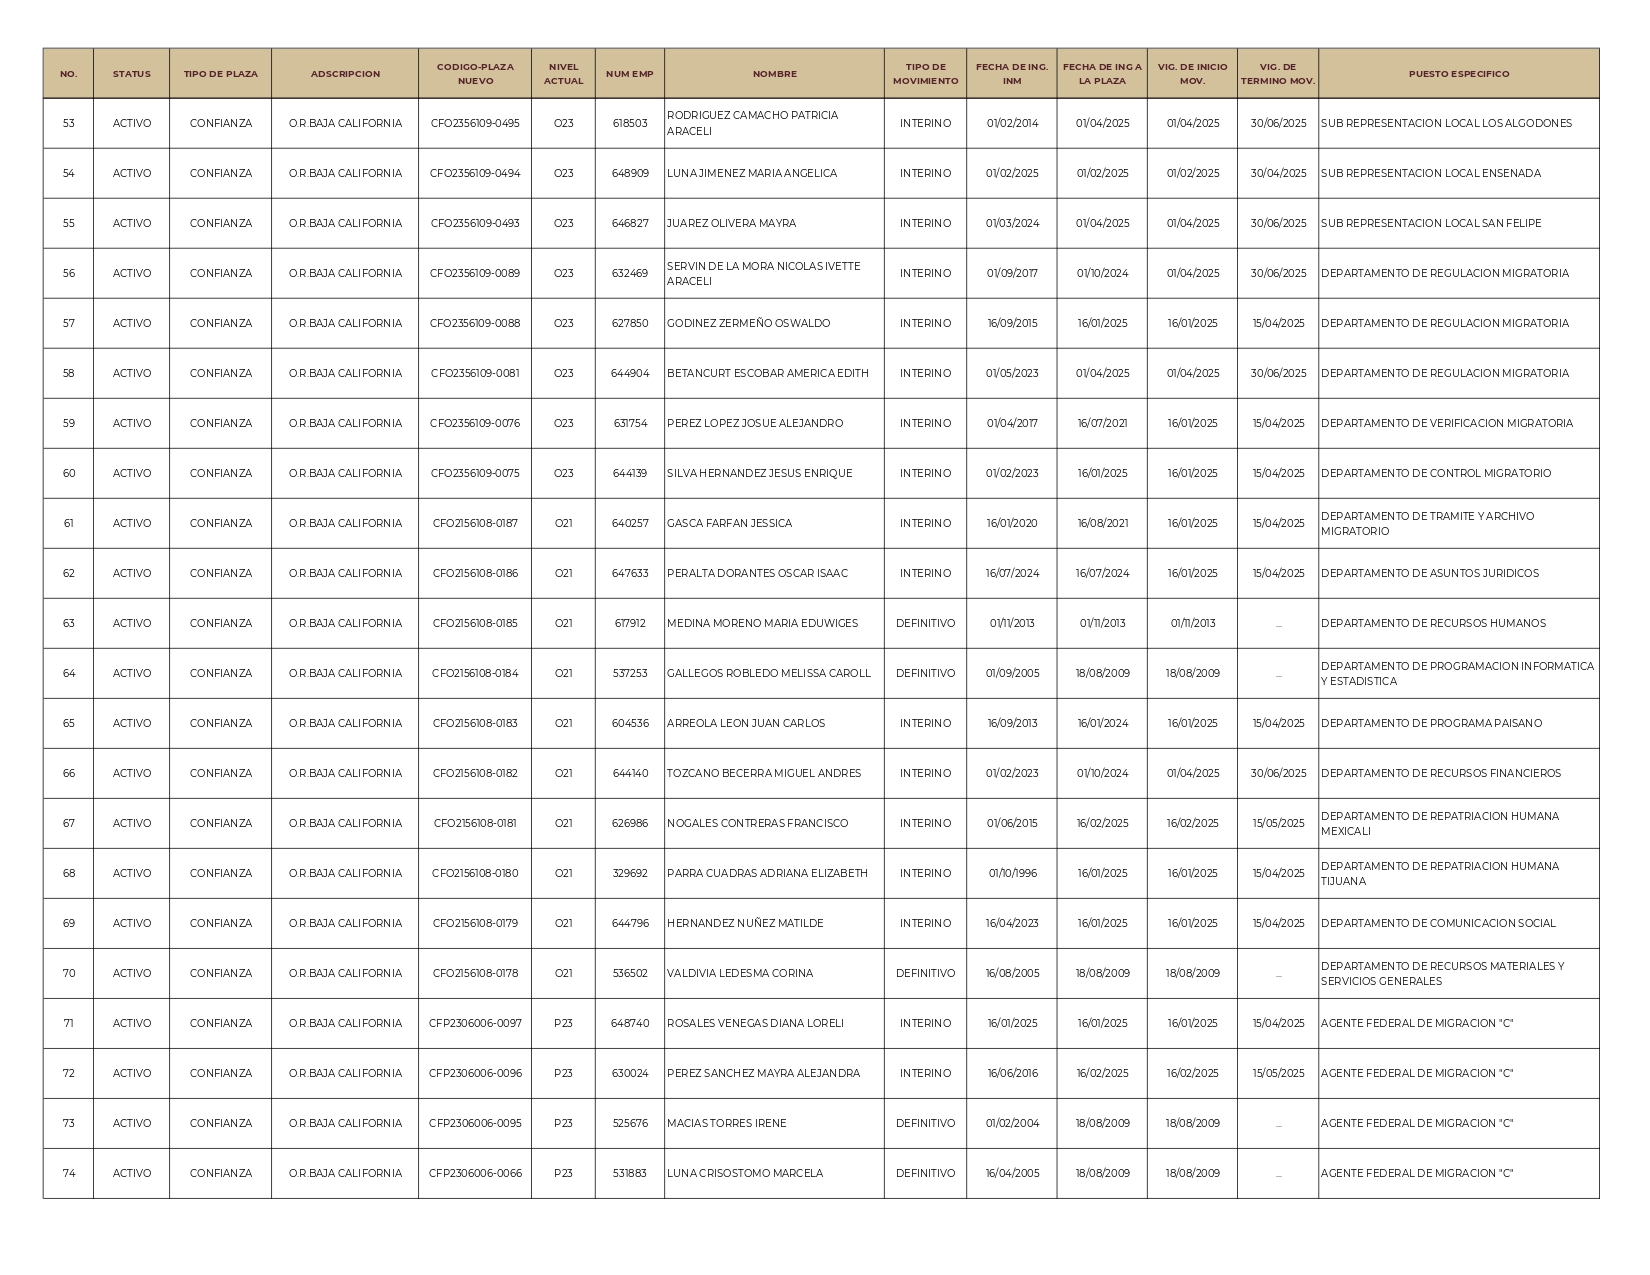 NO. STATUS TIPO DE PLAZA ADSCRIPCION CODIGO-PLAZA NUEVO NIVEL ACTUAL NUM EMP NOMBRE TIPO DE MOVIMIENTO FECHA DE ING. INM FECHA DE ING A LA PLAZA VIG. DE INICIO MOV. VIG. DE TERMINO MOV. PUESTO ESPECIFICO
53 ACTIVO CONFIANZA O.R.BAJA CALIFORNIA CFO2356109-0495 O23 618503 RODRIGUEZ CAMACHO PATRICIA ARACELI INTERINO 01/02/2014 01/04/2025 01/04/2025 30/06/2025 SUB REPRESENTACION LOCAL LOS ALGODONES
54 ACTIVO CONFIANZA O.R.BAJA CALIFORNIA CFO2356109-0494 O23 648909 LUNA JIMENEZ MARIA ANGELICA INTERINO 01/02/2025 01/02/2025 01/02/2025 30/04/2025 SUB REPRESENTACION LOCAL ENSENADA
55 ACTIVO CONFIANZA O.R.BAJA CALIFORNIA CFO2356109-0493 O23 646827 JUAREZ OLIVERA MAYRA INTERINO 01/03/2024 01/04/2025 01/04/2025 30/06/2025 SUB REPRESENTACION LOCAL SAN FELIPE
56 ACTIVO CONFIANZA O.R.BAJA CALIFORNIA CFO2356109-0089 O23 632469 SERVIN DE LA MORA NICOLAS IVETTE ARACELI INTERINO 01/09/2017 01/10/2024 01/04/2025 30/06/2025 DEPARTAMENTO DE REGULACION MIGRATORIA
57 ACTIVO CONFIANZA O.R.BAJA CALIFORNIA CFO2356109-0088 O23 627850 GODINEZ ZERMEÑO OSWALDO INTERINO 16/09/2015 16/01/2025 16/01/2025 15/04/2025 DEPARTAMENTO DE REGULACION MIGRATORIA
58 ACTIVO CONFIANZA O.R.BAJA CALIFORNIA CFO2356109-0081 O23 644904 BETANCURT ESCOBAR AMERICA EDITH INTERINO 01/05/2023 01/04/2025 01/04/2025 30/06/2025 DEPARTAMENTO DE REGULACION MIGRATORIA
59 ACTIVO CONFIANZA O.R.BAJA CALIFORNIA CFO2356109-0076 O23 631754 PEREZ LOPEZ JOSUE ALEJANDRO INTERINO 01/04/2017 16/07/2021 16/01/2025 15/04/2025 DEPARTAMENTO DE VERIFICACION MIGRATORIA
60 ACTIVO CONFIANZA O.R.BAJA CALIFORNIA CFO2356109-0075 O23 644139 SILVA HERNANDEZ JESUS ENRIQUE INTERINO 01/02/2023 16/01/2025 16/01/2025 15/04/2025 DEPARTAMENTO DE CONTROL MIGRATORIO
61 ACTIVO CONFIANZA O.R.BAJA CALIFORNIA CFO2156108-0187 O21 640257 GASCA FARFAN JESSICA INTERINO 16/01/2020 16/08/2021 16/01/2025 15/04/2025 DEPARTAMENTO DE TRAMITE Y ARCHIVO MIGRATORIO
62 ACTIVO CONFIANZA O.R.BAJA CALIFORNIA CFO2156108-0186 O21 647633 PERALTA DORANTES OSCAR ISAAC INTERINO 16/07/2024 16/07/2024 16/01/2025 15/04/2025 DEPARTAMENTO DE ASUNTOS JURIDICOS
63 ACTIVO CONFIANZA O.R.BAJA CALIFORNIA CFO2156108-0185 O21 617912 MEDINA MORENO MARIA EDUWIGES DEFINITIVO 01/11/2013 01/11/2013 01/11/2013 ... DEPARTAMENTO DE RECURSOS HUMANOS
64 ACTIVO CONFIANZA O.R.BAJA CALIFORNIA CFO2156108-0184 O21 537253 GALLEGOS ROBLEDO MELISSA CAROLL DEFINITIVO 01/09/2005 18/08/2009 18/08/2009 ... DEPARTAMENTO DE PROGRAMACION INFORMATICA Y ESTADISTICA
65 ACTIVO CONFIANZA O.R.BAJA CALIFORNIA CFO2156108-0183 O21 604536 ARREOLA LEON JUAN CARLOS INTERINO 16/09/2013 16/01/2024 16/01/2025 15/04/2025 DEPARTAMENTO DE PROGRAMA PAISANO
66 ACTIVO CONFIANZA O.R.BAJA CALIFORNIA CFO2156108-0182 O21 644140 TOZCANO BECERRA MIGUEL ANDRES INTERINO 01/02/2023 01/10/2024 01/04/2025 30/06/2025 DEPARTAMENTO DE RECURSOS FINANCIEROS
67 ACTIVO CONFIANZA O.R.BAJA CALIFORNIA CFO2156108-0181 O21 626986 NOGALES CONTRERAS FRANCISCO INTERINO 01/06/2015 16/02/2025 16/02/2025 15/05/2025 DEPARTAMENTO DE REPATRIACION HUMANA MEXICALI
68 ACTIVO CONFIANZA O.R.BAJA CALIFORNIA CFO2156108-0180 O21 329692 PARRA CUADRAS ADRIANA ELIZABETH INTERINO 01/10/1996 16/01/2025 16/01/2025 15/04/2025 DEPARTAMENTO DE REPATRIACION HUMANA TIJUANA
69 ACTIVO CONFIANZA O.R.BAJA CALIFORNIA CFO2156108-0179 O21 644796 HERNANDEZ NUÑEZ MATILDE INTERINO 16/04/2023 16/01/2025 16/01/2025 15/04/2025 DEPARTAMENTO DE COMUNICACION SOCIAL
70 ACTIVO CONFIANZA O.R.BAJA CALIFORNIA CFO2156108-0178 O21 536502 VALDIVIA LEDESMA CORINA DEFINITIVO 16/08/2005 18/08/2009 18/08/2009 ... DEPARTAMENTO DE RECURSOS MATERIALES Y SERVICIOS GENERALES
71 ACTIVO CONFIANZA O.R.BAJA CALIFORNIA CFP2306006-0097 P23 648740 ROSALES VENEGAS DIANA LORELI INTERINO 16/01/2025 16/01/2025 16/01/2025 15/04/2025 AGENTE FEDERAL DE MIGRACION "C"
72 ACTIVO CONFIANZA O.R.BAJA CALIFORNIA CFP2306006-0096 P23 630024 PEREZ SANCHEZ MAYRA ALEJANDRA INTERINO 16/06/2016 16/02/2025 16/02/2025 15/05/2025 AGENTE FEDERAL DE MIGRACION "C"
73 ACTIVO CONFIANZA O.R.BAJA CALIFORNIA CFP2306006-0095 P23 525676 MACIAS TORRES IRENE DEFINITIVO 01/02/2004 18/08/2009 18/08/2009 ... AGENTE FEDERAL DE MIGRACION "C"
74 ACTIVO CONFIANZA O.R.BAJA CALIFORNIA CFP2306006-0066 P23 531883 LUNA CRISOSTOMO MARCELA DEFINITIVO 16/04/2005 18/08/2009 18/08/2009 ... AGENTE FEDERAL DE MIGRACION "C"